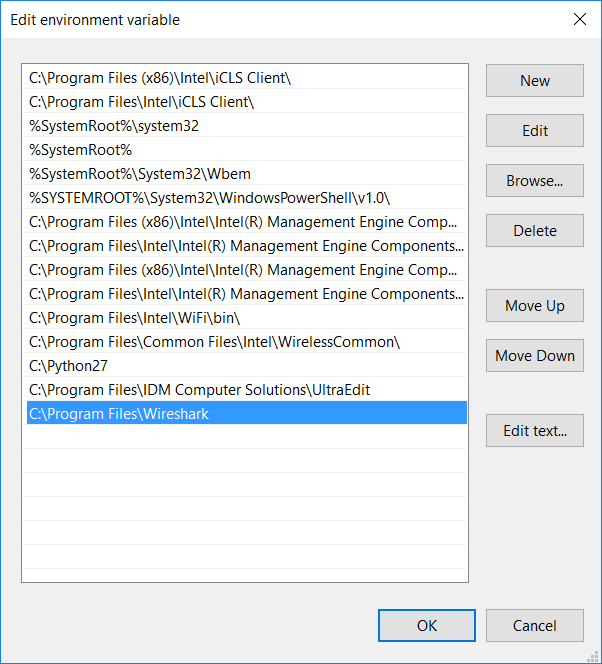 Edit environment variable
C:\Program Files (x86)\Intel\iCLS Client\
C:\Program Files\Intel\iCLS Client\
%SystemRoot%\system32
%SystemRoot%
%SystemRoot%\System32\Wbem
%SYSTEMROOT%\System32\WindowsPowerShell\v1.0\
C:\Program Files (x86)\Intel\Intel(R) Management Engine Comp...
C:\Program Files\Intel\Intel(R) Management Engine Components...
C:\Program Files (x86)\Intel\Intel(R) Management Engine Comp...
C:\Program Files\Intel\Intel(R) Management Engine Components...
C:\Program Files\Intel\WiFi\bin\
C:\Program Files\Common Files\Intel\WirelessCommon\
C:\Python27
C:\Program Files\IDM Computer Solutions\UltraEdit
C:\Program Files\Wireshark
New
Edit
Browse...
Delete
Move Up
Move Down
Edit text...
OK
Cancel